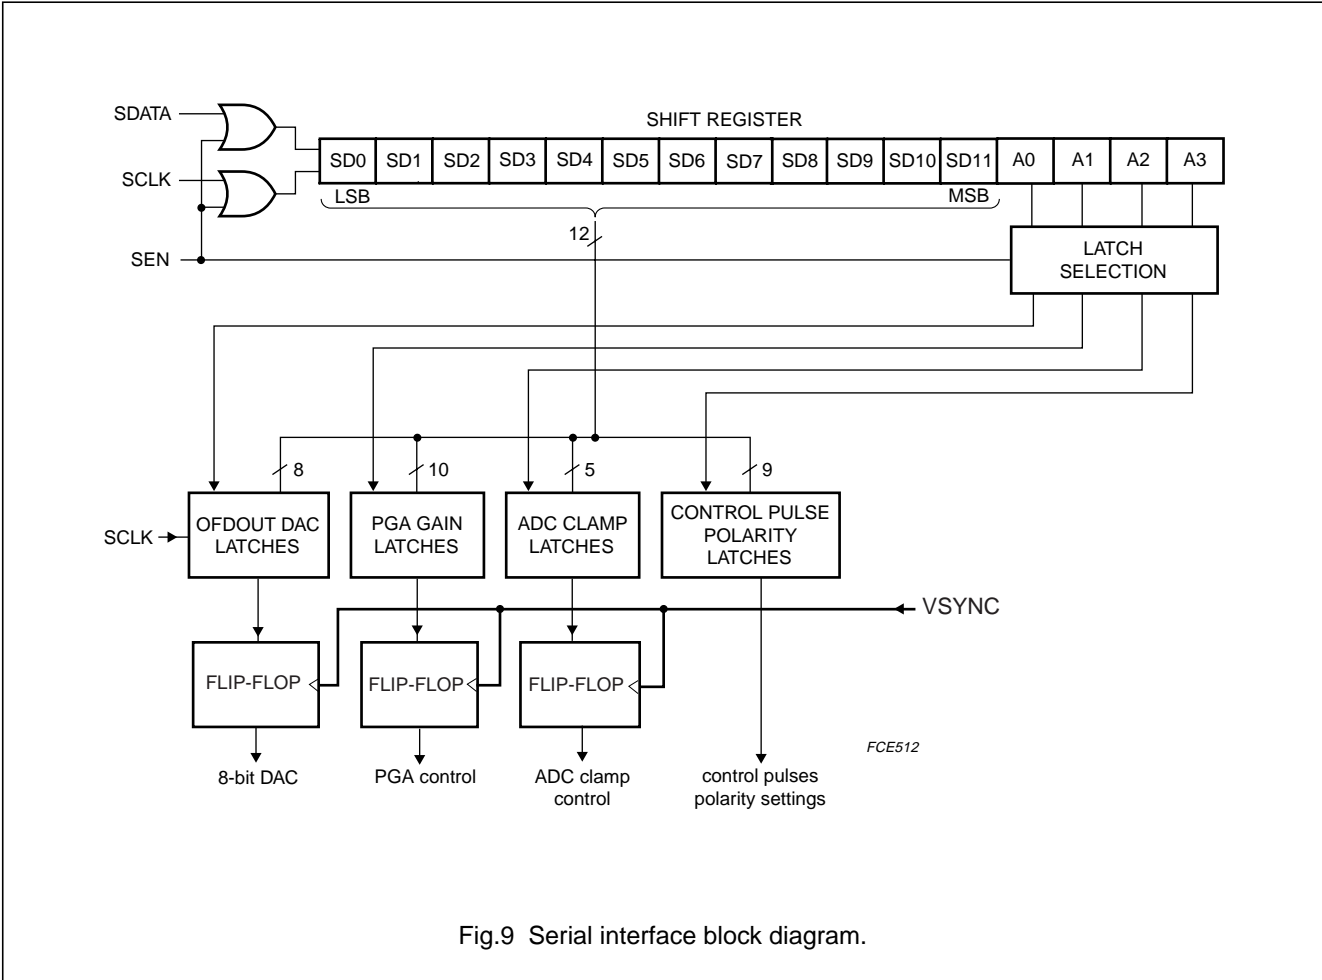 SDATA
SHIFT REGISTER
SD0 SD1 SD2 SD3 SD4 SD5 SD6 SD7 SD8 SD9 SD10 SD11 A0 A1 A2 A3
SCLK
LSB MSB
12
SEN
LATCH
SELECTION
8 10 5 9
OFDOUT DAC
LATCHES
PGA GAIN
LATCHES
ADC CLAMP
LATCHES
CONTROL PULSE
POLARITY
LATCHES
SCLK
VSYNC
FLIP-FLOP FLIP-FLOP FLIP-FLOP
FCE512
8-bit DAC
PGA control
ADC clamp
control
control pulses
polarity settings
Fig.9 Serial interface block diagram.